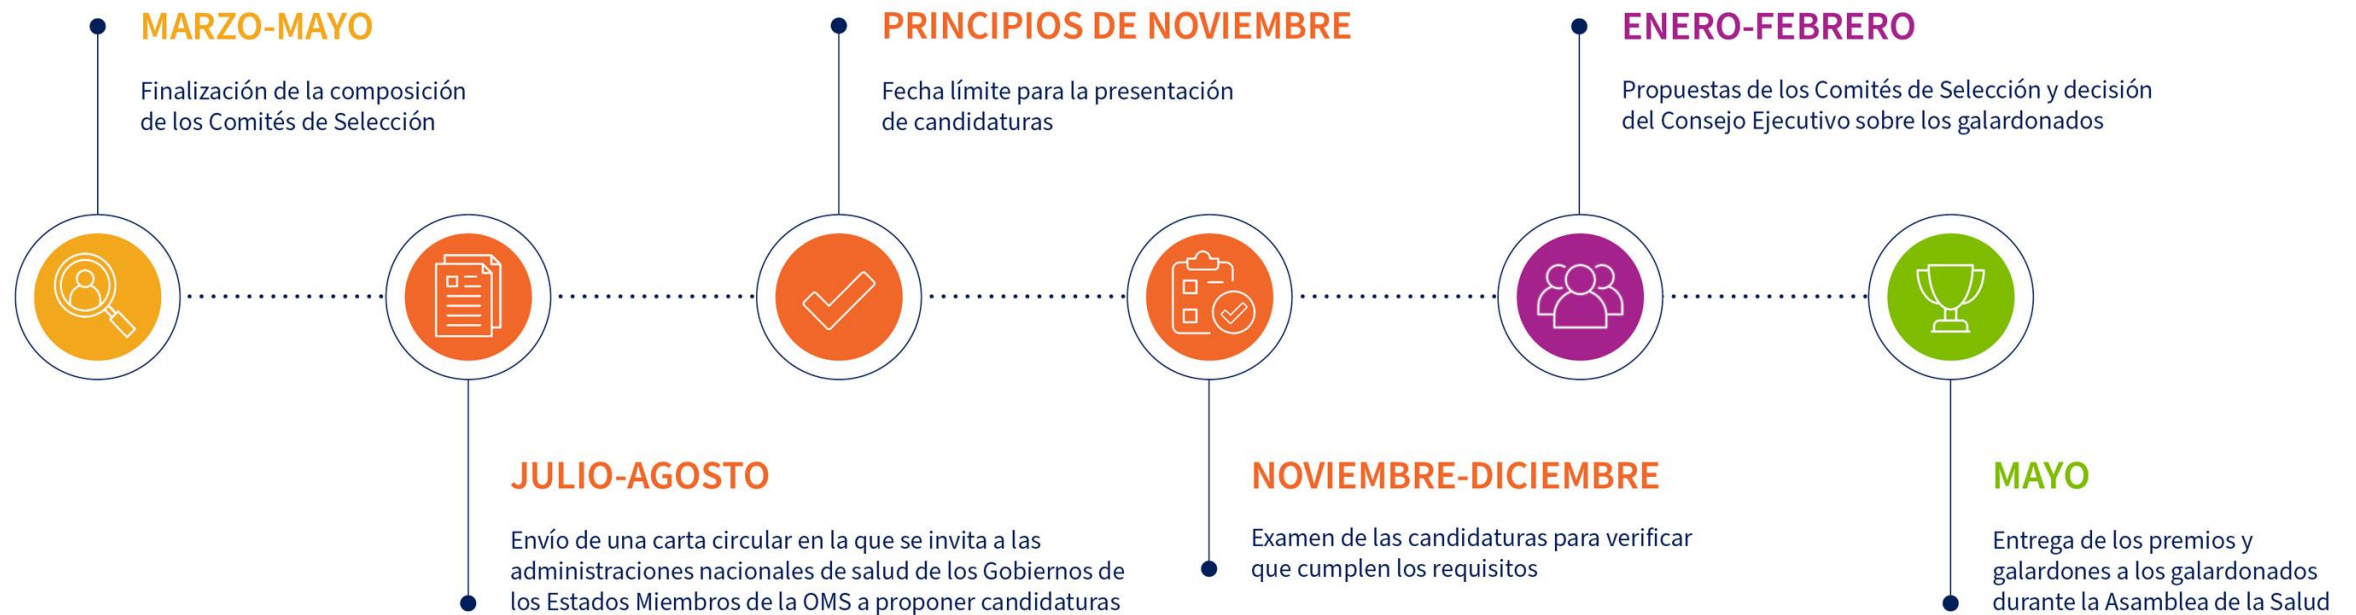 MARZO-MAYO
Finalización de la composición
de los Comités de Selección
JULIO-AGOSTO
Envío de una carta circular en la que se invita a las
administraciones nacionales de salud de los Gobiernos de
los Estados Miembros de la OMS a proponer candidaturas
PRINCIPIOS DE NOVIEMBRE
Fecha límite para la presentación
de candidaturas
NOVIEMBRE-DICIEMBRE
Examen de las candidaturas para verificar
que cumplen los requisitos
ENERO-FEBRERO
Propuestas de los Comités de Selección y decisión
del Consejo Ejecutivo sobre los galardonados
MAYO
Entrega de los premios y
galardones a los galardonados
durante la Asamblea de la Salud